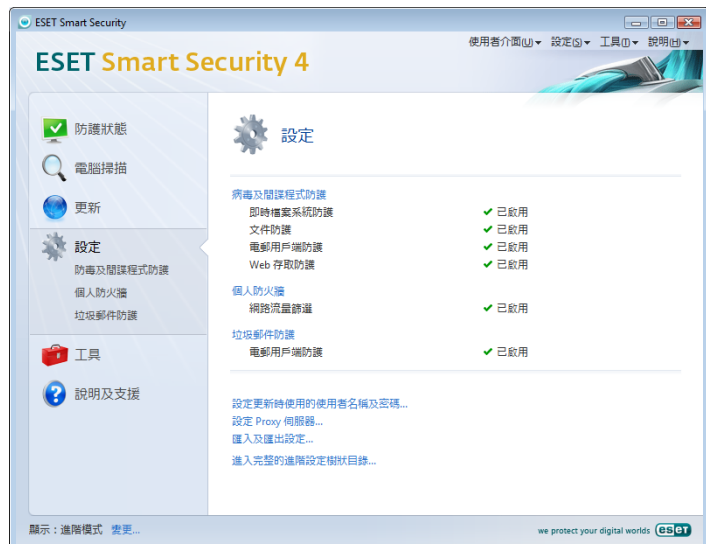 ESET Smart Security
使用者介面(U) 設定(S) 工具(T) 說明(H)
ESET Smart Security 4
防護狀態
電腦掃描
更新
設定
防毒及間諜程式防護
個人防火牆
垃圾郵件防護
工具
說明及支援
設定
病毒及間諜程式防護
即時檔案系統防護 已啟用
文件防護 已啟用
電郵用戶端防護 已啟用
Web 存取防護 已啟用
個人防火牆
網路流量篩選 已啟用
垃圾郵件防護
電郵用戶端防護 已啟用
設定更新時使用的使用者名稱及密碼...
設定 Proxy 伺服器...
匯入及匯出設定...
進入完整的進階設定樹狀目錄...
顯示：進階模式 變更...
we protect your digital worlds eset